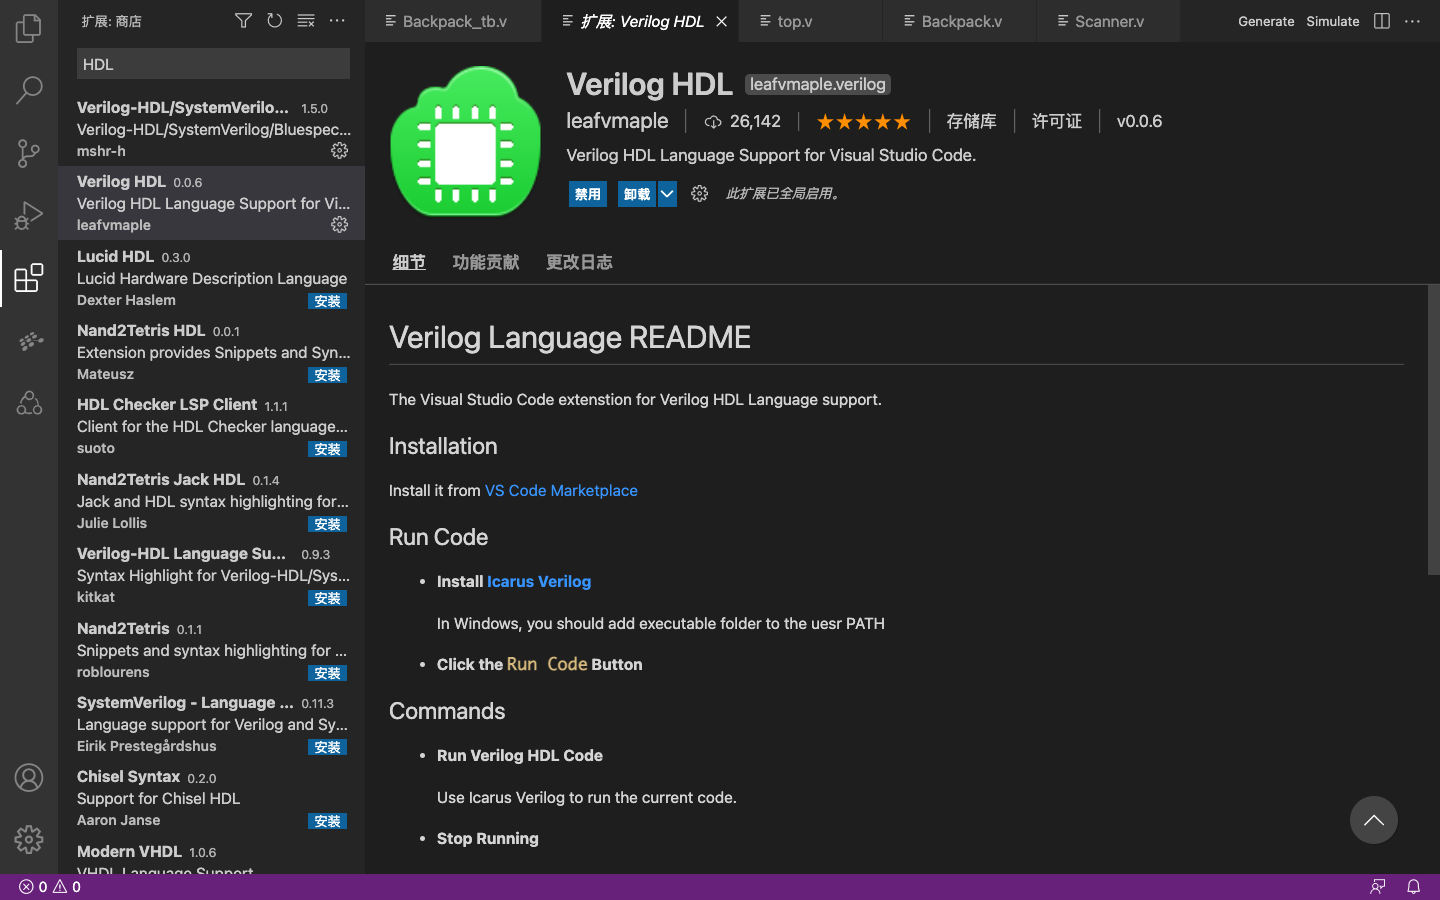 扩展: 商店
HDL
Verilog-HDL/SystemVerilo... 1.5.0
Verilog-HDL/SystemVerilog/Bluespec...
mshr-h
Verilog HDL 0.0.6
Verilog HDL Language Support for Vi...
leafvmaple
Lucid HDL 0.3.0
Lucid Hardware Description Language
Dexter Haslem 安装
Nand2Tetris HDL 0.0.1
Extension provides Snippets and Syn...
Mateusz 安装
HDL Checker LSP Client 1.1.1
Client for the HDL Checker language...
suoto 安装
Nand2Tetris Jack HDL 0.1.4
Jack and HDL syntax highlighting for...
Julie Lollis 安装
Verilog-HDL Language Su... 0.9.3
Syntax Highlight for Verilog-HDL/Sys...
kitkat 安装
Nand2Tetris 0.1.1
Snippets and syntax highlighting for ...
roblourens 安装
SystemVerilog - Language ... 0.11.3
Language support for Verilog and Sy...
Eirik Prestegårdshus 安装
Chisel Syntax 0.2.0
Support for Chisel HDL
Aaron Janse 安装
Modern VHDL 1.0.6
VHDL Language Support
Backpack_tb.v 扩展: Verilog HDL top.v Backpack.v Scanner.v Generate Simulate
Verilog HDL leafvmaple.verilog
leafvmaple 26,142 ★★★★★ 存储库 许可证 v0.0.6
Verilog HDL Language Support for Visual Studio Code.
禁用 卸载 此扩展已全局启用。
细节 功能贡献 更改日志
Verilog Language README
The Visual Studio Code extenstion for Verilog HDL Language support.
Installation
Install it from VS Code Marketplace
Run Code
• Install Icarus Verilog
In Windows, you should add executable folder to the uesr PATH
• Click the Run Code Button
Commands
• Run Verilog HDL Code
Use Icarus Verilog to run the current code.
• Stop Running
0 0